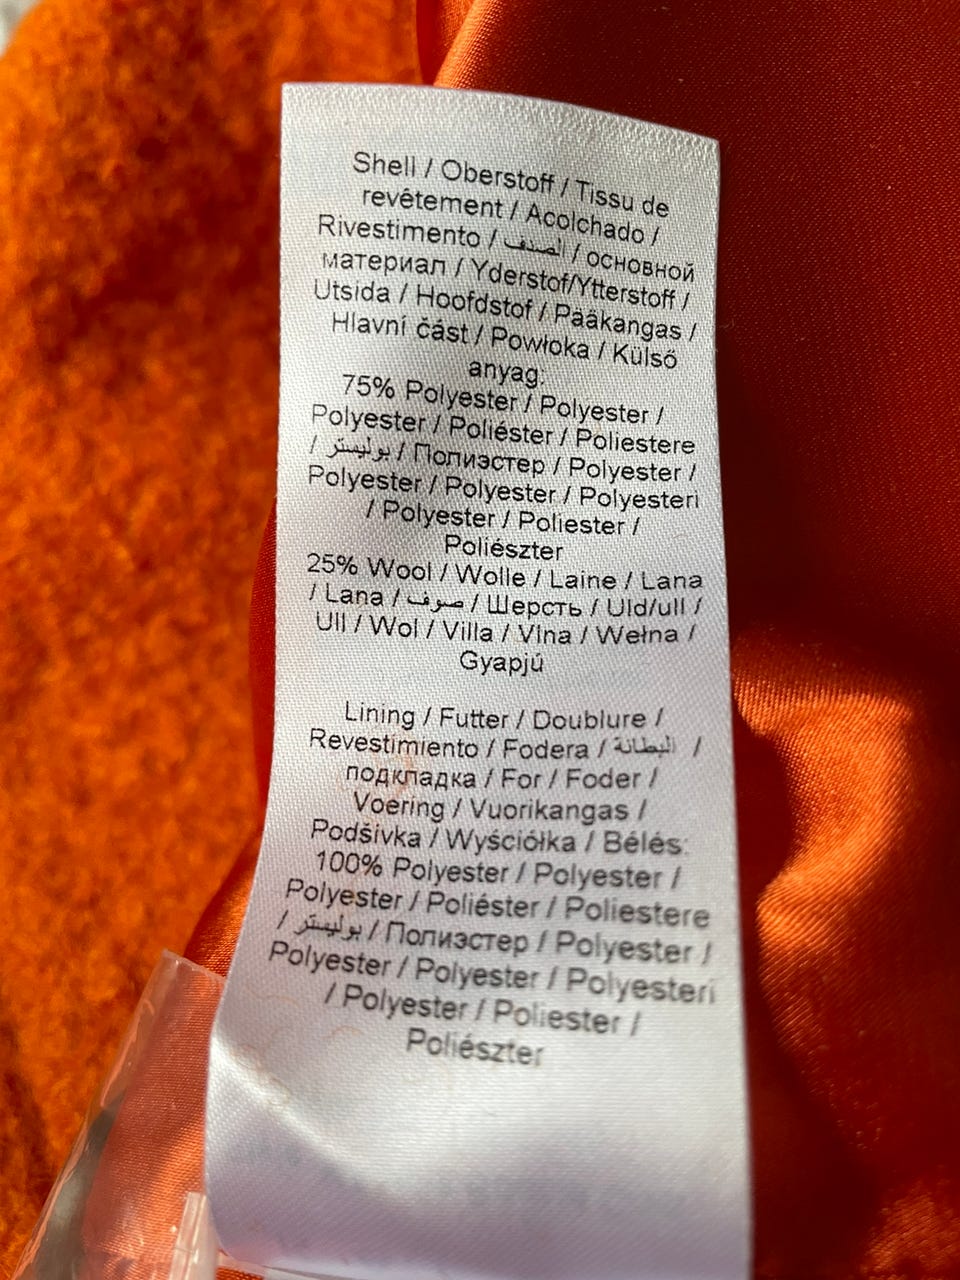 Shell / Oberstoff / Tissu de
revêtement / Acolchado /
Rivestimento / الصدف / основной
материал / Yderstof/Ytterstoff /
Utsida / Hoofdstof / Pääkangas /
Hlavní část / Powłoka / Külső
anyag:
75% Polyester / Polyester /
Polyester / Poliéster / Poliestere
/ بوليستر / Полиэстер / Polyester /
Polyester / Polyester / Polyesteri
/ Polyester / Poliester /
Poliészter
25% Wool / Wolle / Laine / Lana
/ Lana / صوف / Шерсть / Uld/ull /
Ull / Wol / Villa / Vlna / Wełna /
Gyapjú
Lining / Futter / Doublure /
Revestimiento / Fodera / البطانة /
подкладка / For / Foder /
Voering / Vuorikangas /
Podšívka / Wyściółka / Bélés:
100% Polyester / Polyester /
Polyester / Poliéster / Poliestere
/ بوليستر / Полиэстер / Polyester /
Polyester / Polyester / Polyesteri
/ Polyester / Poliester /
Poliészter